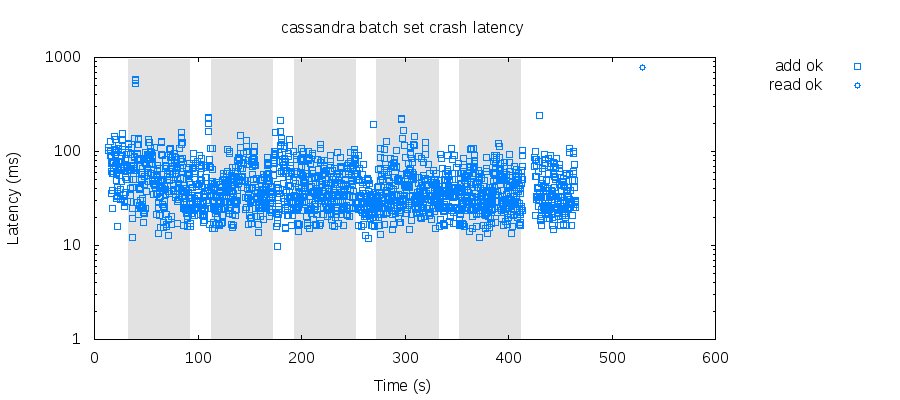 cassandra batch set crash latency
add ok
read ok
Latency (ms)
1000
100
10
1
0 100 200 300 400 500 600
Time (s)